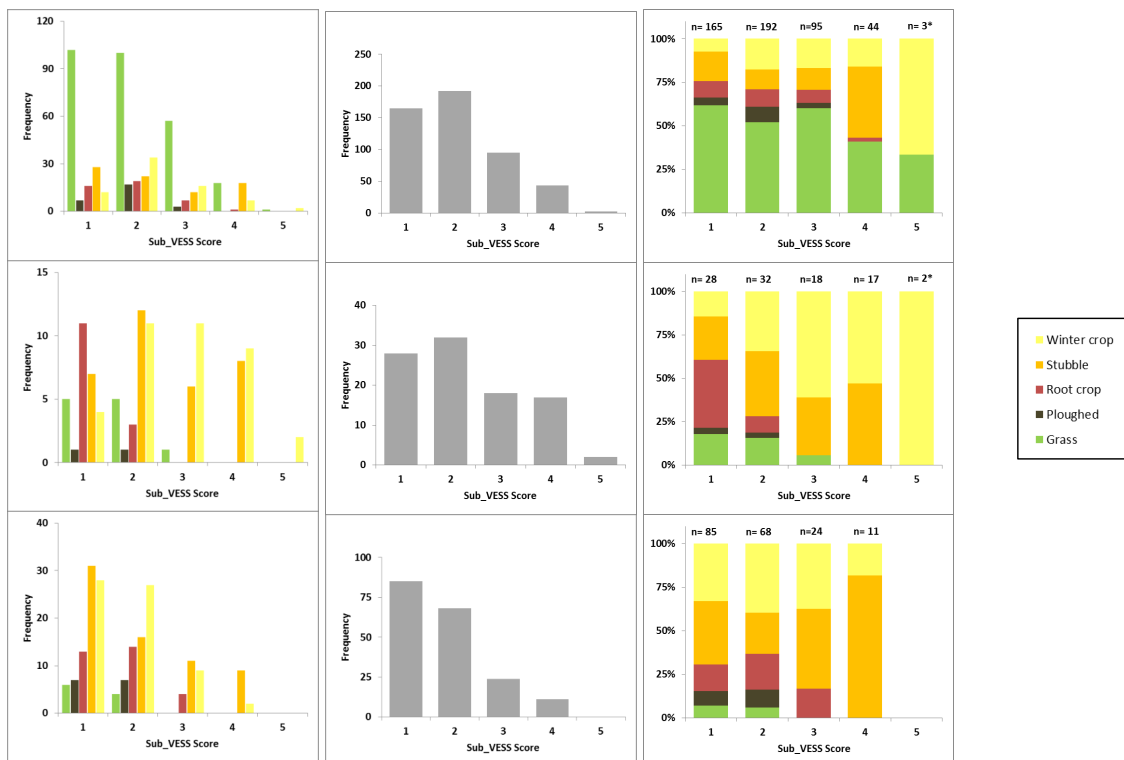 120
90
60
30
0
Frequency
1 2 3 4 5
Sub_VESS Score
250
200
150
100
50
0
Frequency
1 2 3 4 5
Sub_VESS Score
n= 165 n= 192 n=95 n= 44 n= 3*
100%
75%
50%
25%
0%
1 2 3 4 5
Sub_VESS Score
15
10
5
0
Frequency
1 2 3 4 5
Sub_VESS Score
40
30
20
10
0
Frequency
1 2 3 4 5
Sub_VESS Score
n= 28 n= 32 n=18 n= 17 n= 2*
100%
75%
50%
25%
0%
1 2 3 4 5
Sub_VESS Score
Winter crop
Stubble
Root crop
Ploughed
Grass
40
30
20
10
0
Frequency
1 2 3 4 5
Sub_VESS Score
100
75
50
25
0
Frequency
1 2 3 4 5
Sub_VESS Score
n= 85 n= 68 n=24 n= 11
100%
75%
50%
25%
0%
1 2 3 4 5
Sub_VESS Score